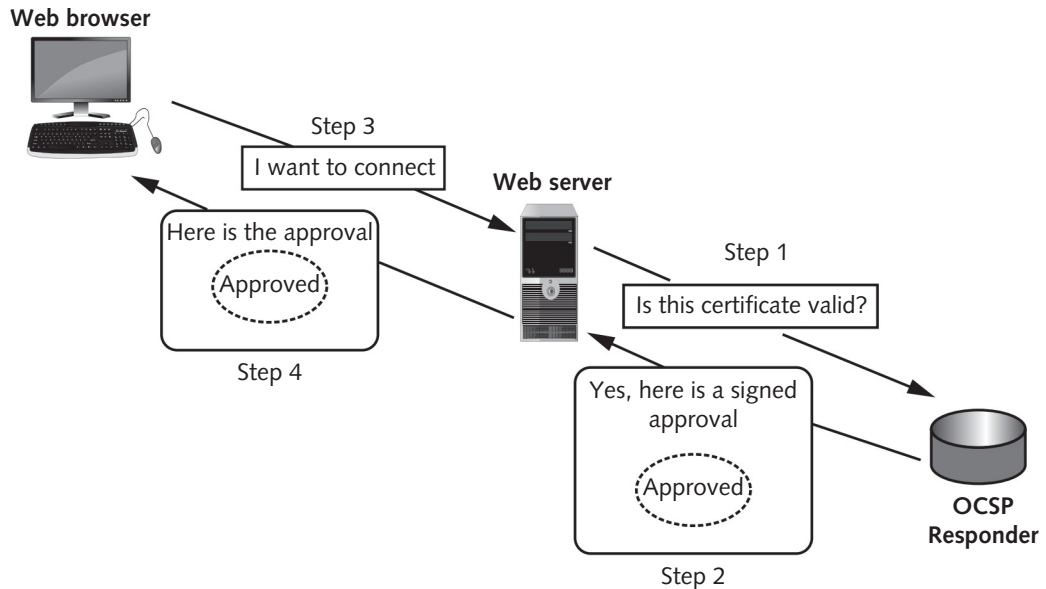 Web browser
Step 3
I want to connect
Web server
Here is the approval
Approved
Step 4
Step 1
Is this certificate valid?
Yes, here is a signed
approval
Approved
Step 2
OCSP
Responder